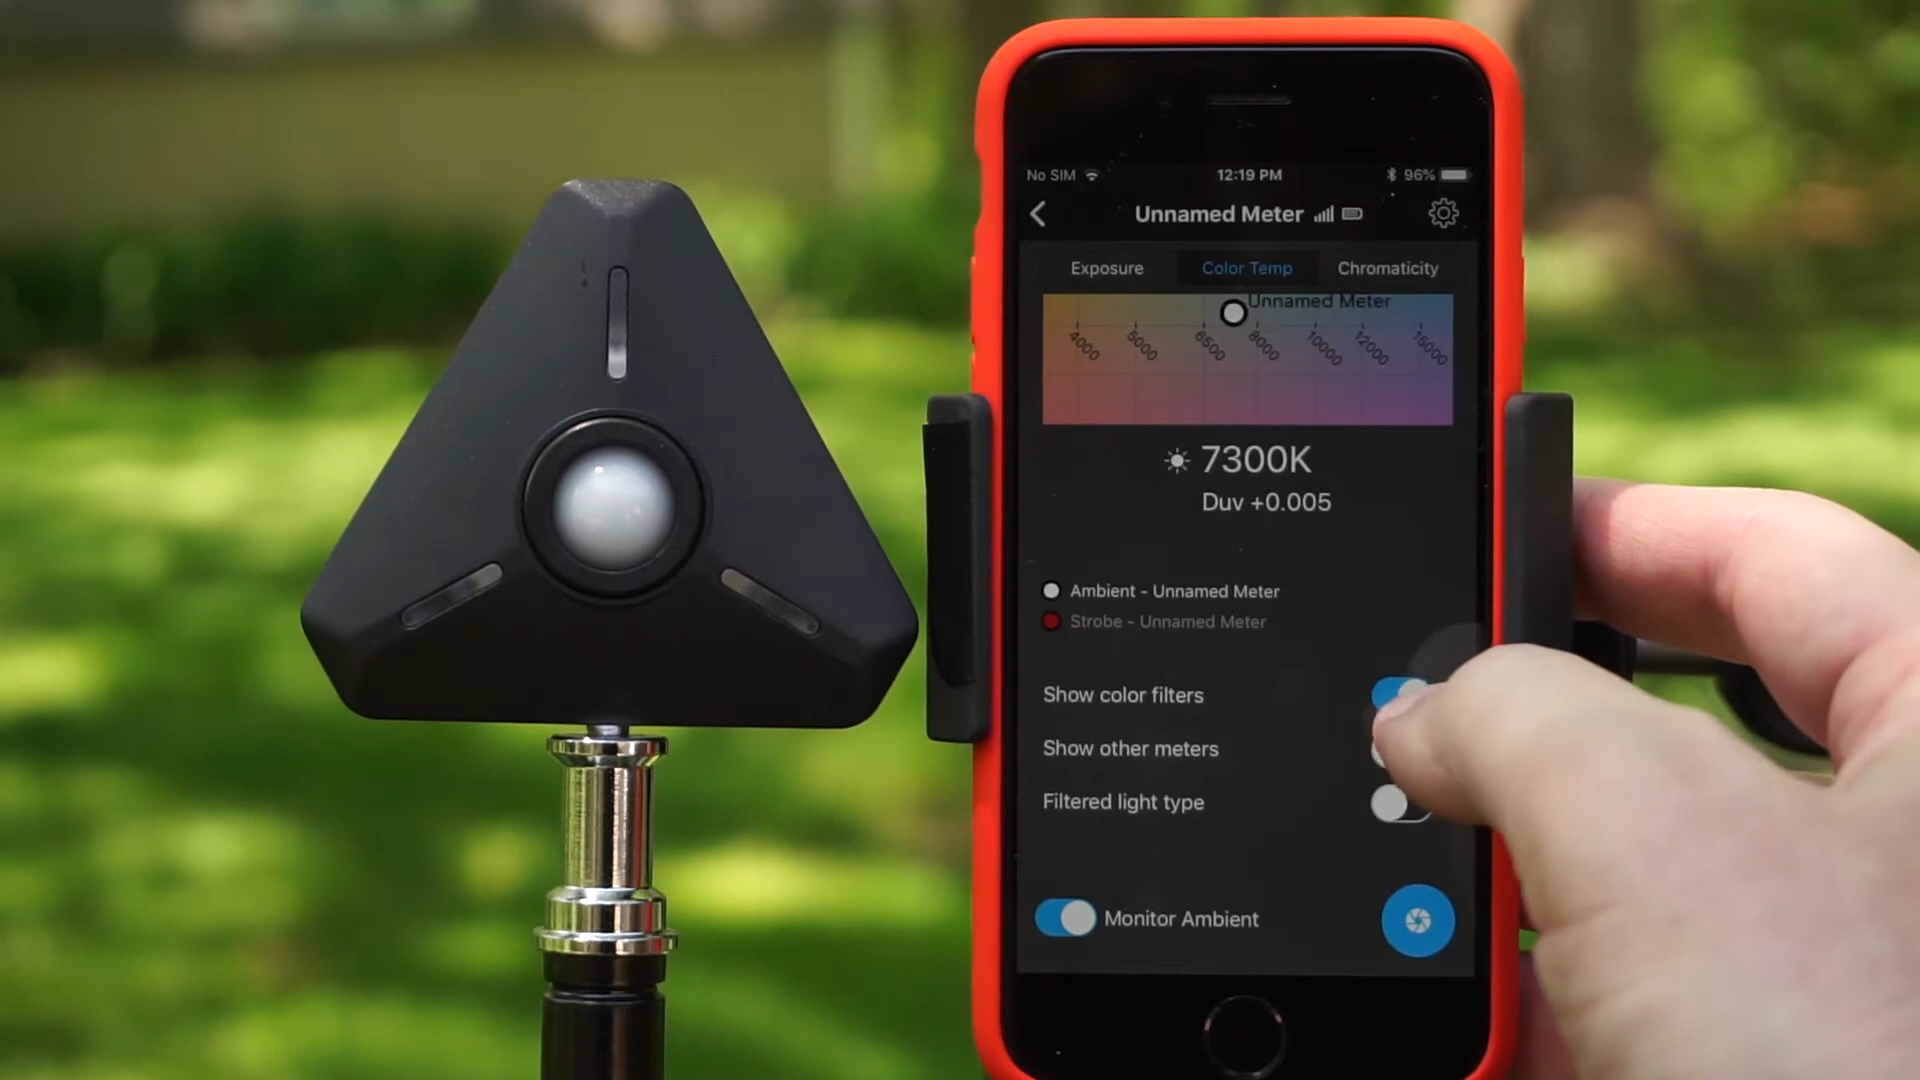 No SIM 12:19 PM 96%
Unnamed Meter
Exposure Color Temp Chromaticity
Unnamed Meter
4000 5000 6500 8000 10000 12000 15000
7300K
Duv +0.005
Ambient - Unnamed Meter
Strobe - Unnamed Meter
Show color filters
Show other meters
Filtered light type
Monitor Ambient